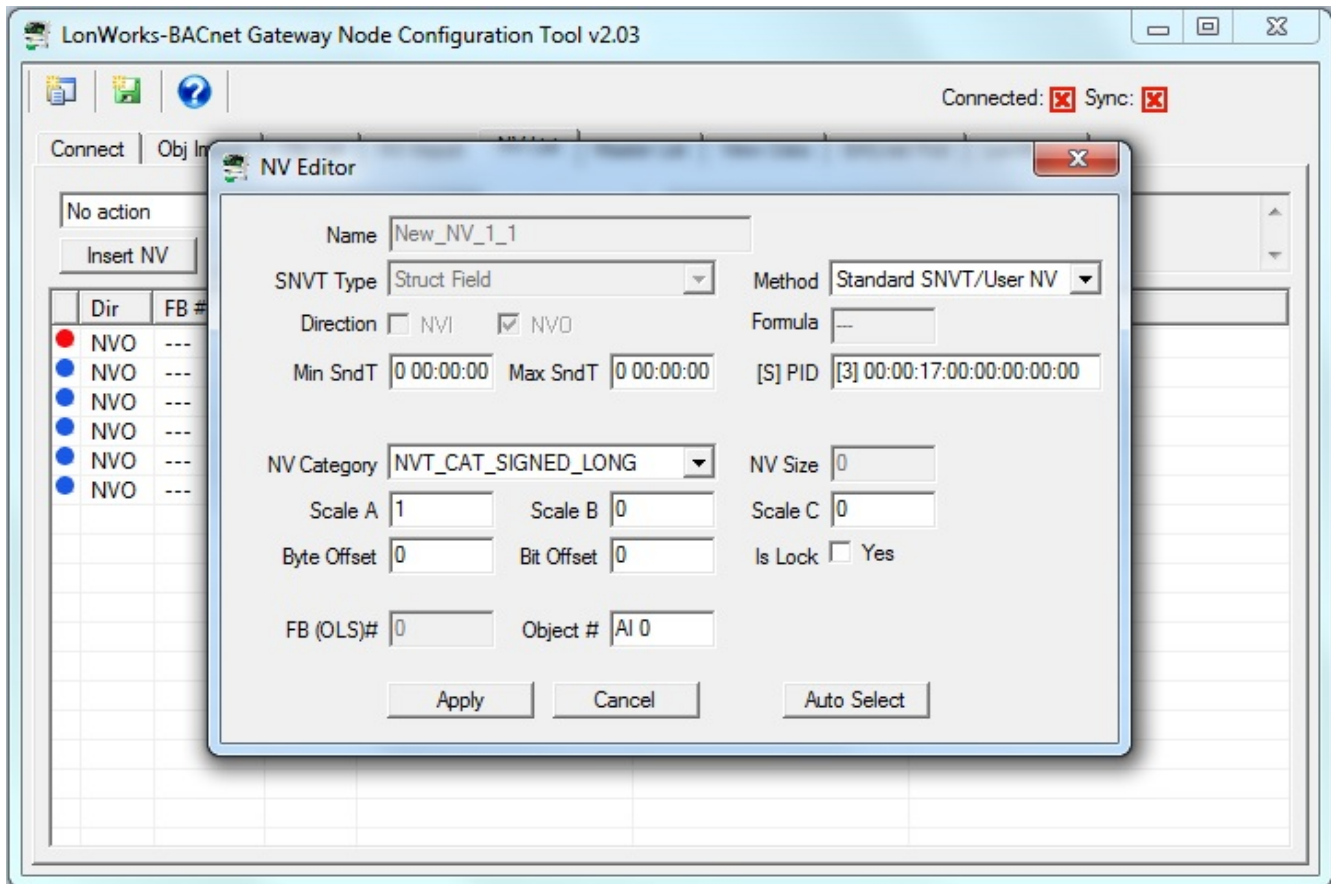 LonWorks-BACnet Gateway Node Configuration Tool v2.03
Connected: Sync:
Connect Obj
No action
Insert NV
Dir FB #
NVO ---
NVO ---
NVO ---
NVO ---
NVO ---
NVO ---
NV Editor
Name New_NV_1_1
SNVT Type Struct Field Method Standard SNVT/User NV
Direction NVI NVO Formula ---
Min SndT 0 00:00:00 Max SndT 0 00:00:00 [S] PID [3] 00:00:17:00:00:00:00:00
NV Category NVT_CAT_SIGNED_LONG NV Size 0
Scale A 1 Scale B 0 Scale C 0
Byte Offset 0 Bit Offset 0 Is Lock Yes
FB (OLS)# 0 Object # AI 0
Apply Cancel Auto Select